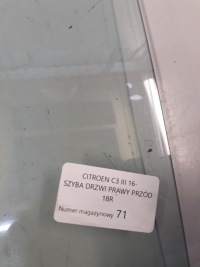 CITROEN C3 III 16-
SZYBA DRZWI PRAWY PRZÓD
18R
Numer magazynowy 71